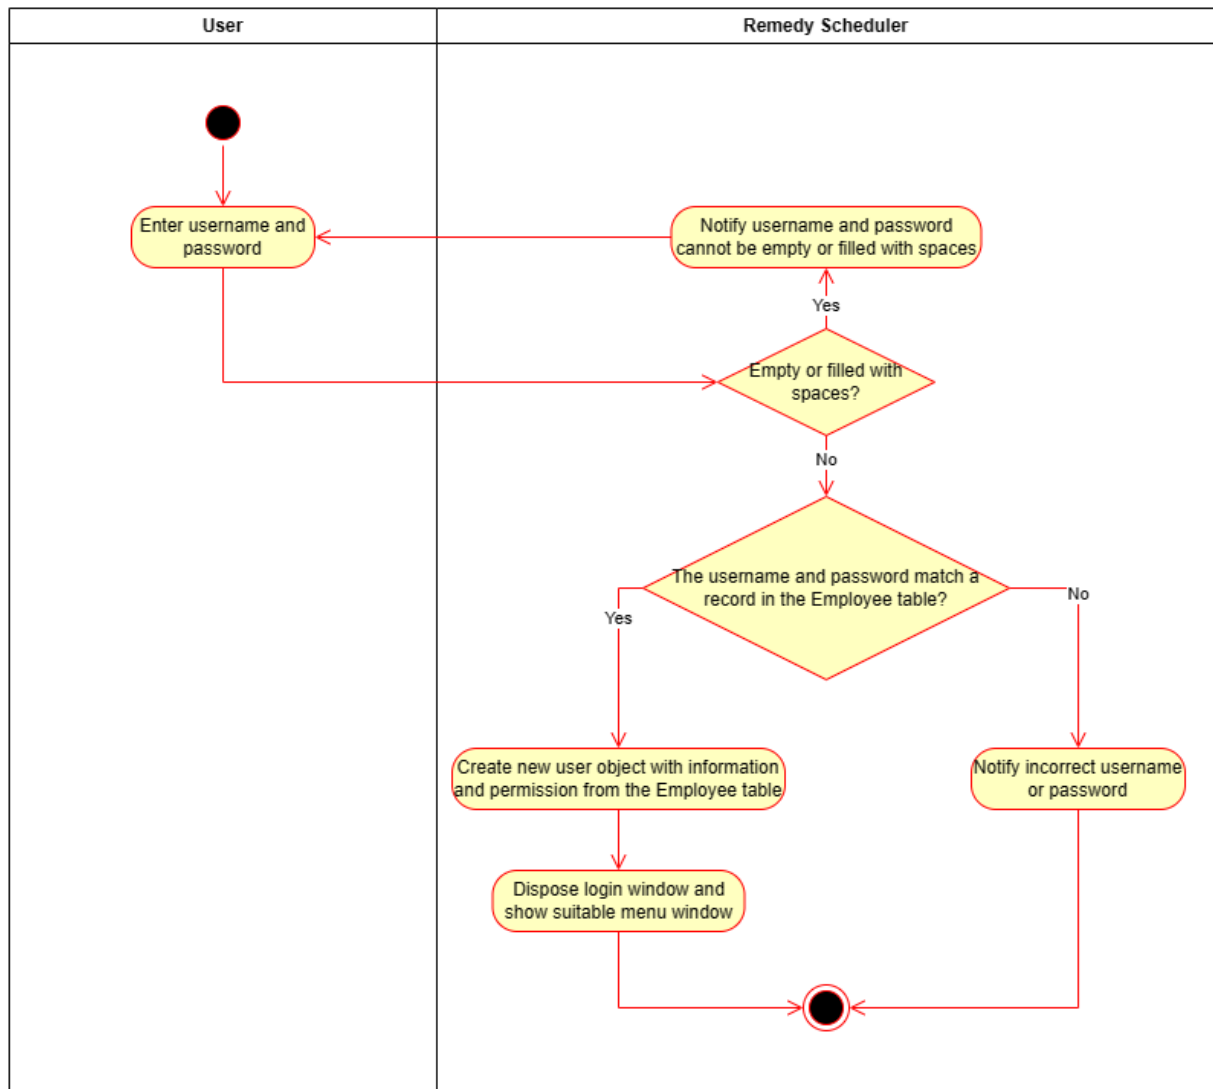 User
Remedy Scheduler
Enter username and
password
Notify username and password
cannot be empty or filled with spaces
Yes
Empty or filled with
spaces?
No
The username and password match a
record in the Employee table?
Yes
No
Create new user object with information
and permission from the Employee table
Notify incorrect username
or password
Dispose login window and
show suitable menu window